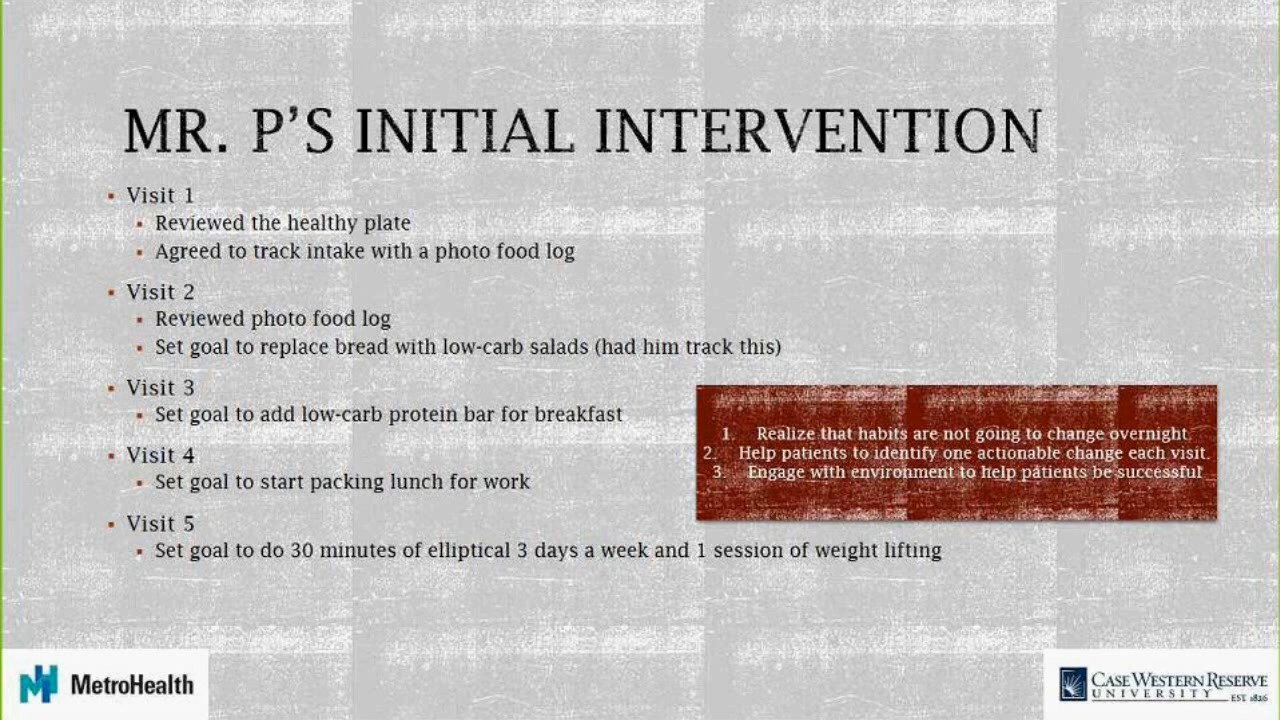 MR. P'S INITIAL INTERVENTION
Visit 1
Reviewed the healthy plate
Agreed to track intake with a photo food log
Visit 2
Reviewed photo food log
Set goal to replace bread with low-carb salads (had him track this)
Visit 3
Set goal to add low-carb protein bar for breakfast
Visit 4
Set goal to start packing lunch for work
Visit 5
Set goal to do 30 minutes of elliptical 3 days a week and 1 session of weight lifting
1. Realize that habits are not going to change overnight.
2. Help patients to identify one actionable change each visit.
3. Engage with environment to help patients be successful
MetroHealth
CASE WESTERN RESERVE
UNIVERSITY
EST. 1826